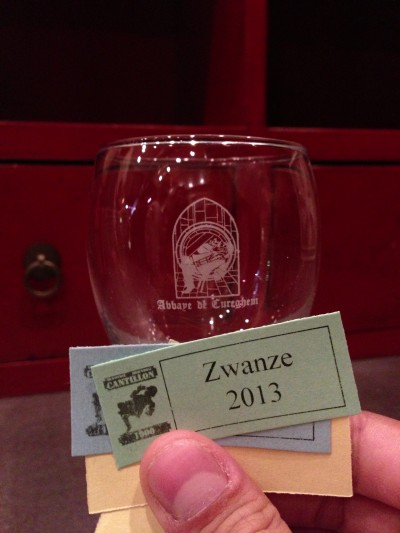 Abbaye de Cureghem
CANTILLON
1900
Zwanze
2013